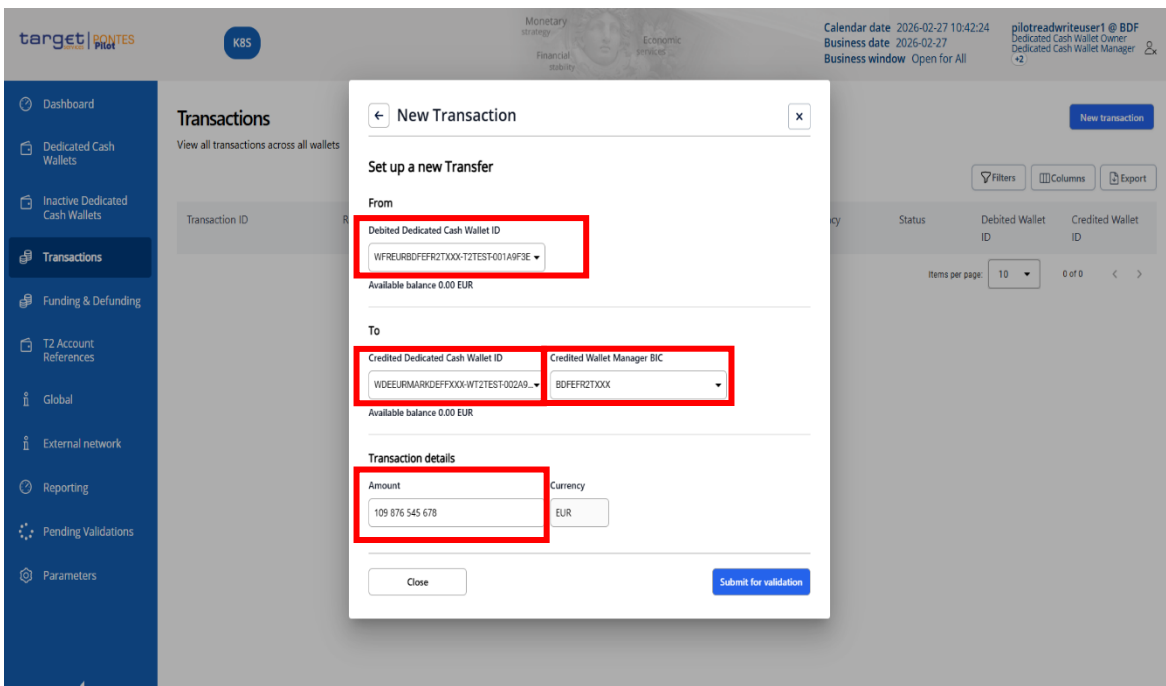 target | PONTES
services Pilot
K8S
Monetary
strategy
Economic
services
Financial
stability
Calendar date 2026-02-27 10:42:24
Business date 2026-02-27
Business window Open for All
pilotreadwriteuser1 @ BDF
Dedicated Cash Wallet Owner
Dedicated Cash Wallet Manager
+2
Dashboard
Dedicated Cash
Wallets
Inactive Dedicated
Cash Wallets
Transactions
Funding & Defunding
T2 Account
References
Global
External network
Reporting
Pending Validations
Parameters
Transactions
View all transactions across all wallets
New transaction
Filters
Columns
Export
Transaction ID
R
cy
Status
Debited Wallet
ID
Credited Wallet
ID
Items per page: 10
0 of 0
New Transaction
x
Set up a new Transfer
From
Debited Dedicated Cash Wallet ID
WFREURBDFEFR2TXXX-T2TEST-001A9F3E
Available balance 0.00 EUR
To
Credited Dedicated Cash Wallet ID
WDEEURMARKDEFFXXX-WT2TEST-002A9...
Available balance 0.00 EUR
Credited Wallet Manager BIC
BDFEFR2TXXX
Transaction details
Amount
109 876 545 678
Currency
EUR
Close
Submit for validation